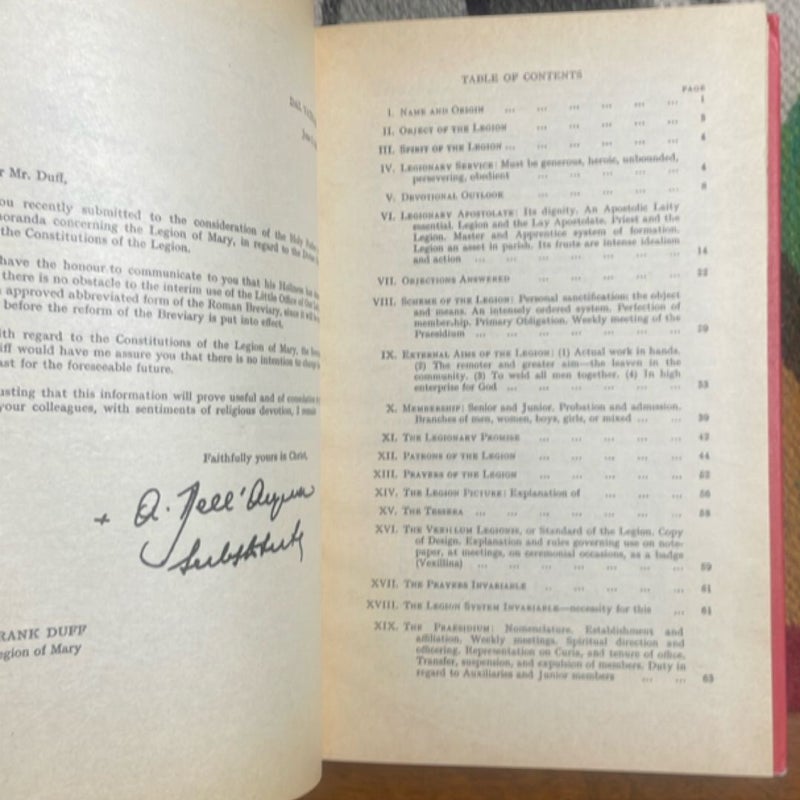 r Mr. Duff,
ou recently submitted to the consideration of the Holy
oranda concerning the Legion of Mary, in regard to the
the Constitutions of the Legion.
have the honour to communicate to you that his Holiness
there is no obstacle to the interim use of the Little Office of
approved abbreviated form of the Roman Breviary,
before the reform of the Breviary is put into effect.
ith regard to the Constitutions of the Legion of Mary, the
iff would have me assure you that there is no intention to
ast for the foreseeable future.
usting that this information will prove useful and of
your colleagues, with sentiments of religious devotion, I
Faithfully yours in Christ,
+ A. Dell'Acqua
Substitute
RANK DUFF
egion of Mary
TABLE OF CONTENTS
PAGE
I. NAME AND ORIGIN ... ... ... ... ... ... 1
II. OBJECT OF THE LEGION ... ... ... ... ... 3
III. SPIRIT OF THE LEGION ... ... ... ... ... ... 4
IV. LEGIONARY SERVICE: Must be generous, heroic, unbounded,
persevering, obedient ... ... ... ... ... 4
V. DEVOTIONAL OUTLOOK ... ... ... ... ... 8
VI. LEGIONARY APOSTOLATE: Its dignity. An Apostolic Laity
essential. Legion and the Lay Apostolate. Priest and the
Legion. Master and Apprentice system of formation.
Legion an asset in parish. Its fruits are intense idealism
and action ... ... ... ... ... ... 14
VII. OBJECTIONS ANSWERED ... ... ... ... ... 22
VIII. SCHEME OF THE LEGION: Personal sanctification: the object
and means. An intensely ordered system. Perfection of
membership. Primary Obligation. Weekly meeting of the
Praesidium ... ... ... ... ... ... 29
IX. EXTERNAL AIMS OF THE LEGION: (1) Actual work in hands.
(2) The remoter and greater aim—the leaven in the
community. (3) To weld all men together. (4) In high
enterprise for God ... ... ... ... ... 33
X. MEMBERSHIP: Senior and Junior. Probation and admission.
Branches of men, women, boys, girls, or mixed ... ... 39
XI. THE LEGIONARY PROMISE ... ... ... ... 42
XII. PATRONS OF THE LEGION ... ... ... ... 44
XIII. PRAYERS OF THE LEGION ... ... ... ... 52
XIV. THE LEGION PICTURE: Explanation of ... ... ... 56
XV. THE TESSERA ... ... ... ... ... ... 58
XVI. THE VEXILLUM LEGIONIS, or Standard of the Legion. Copy
of Design. Explanation and rules governing use on note-
paper, at meetings, on ceremonial occasions, as a badge
(Vexillina) ... ... ... ... ... ... 59
XVII. THE PRAYERS INVARIABLE ... ... ... ... 61
XVIII. THE LEGION SYSTEM INVARIABLE—necessity for this ... 61
XIX. THE PRAESIDIUM: Nomenclature. Establishment and
affiliation. Weekly meetings. Spiritual direction and
officering. Representation on Curia, and tenure of office.
Transfer, suspension, and expulsion of members. Duty in
regard to Auxiliaries and Junior members ... ... 63